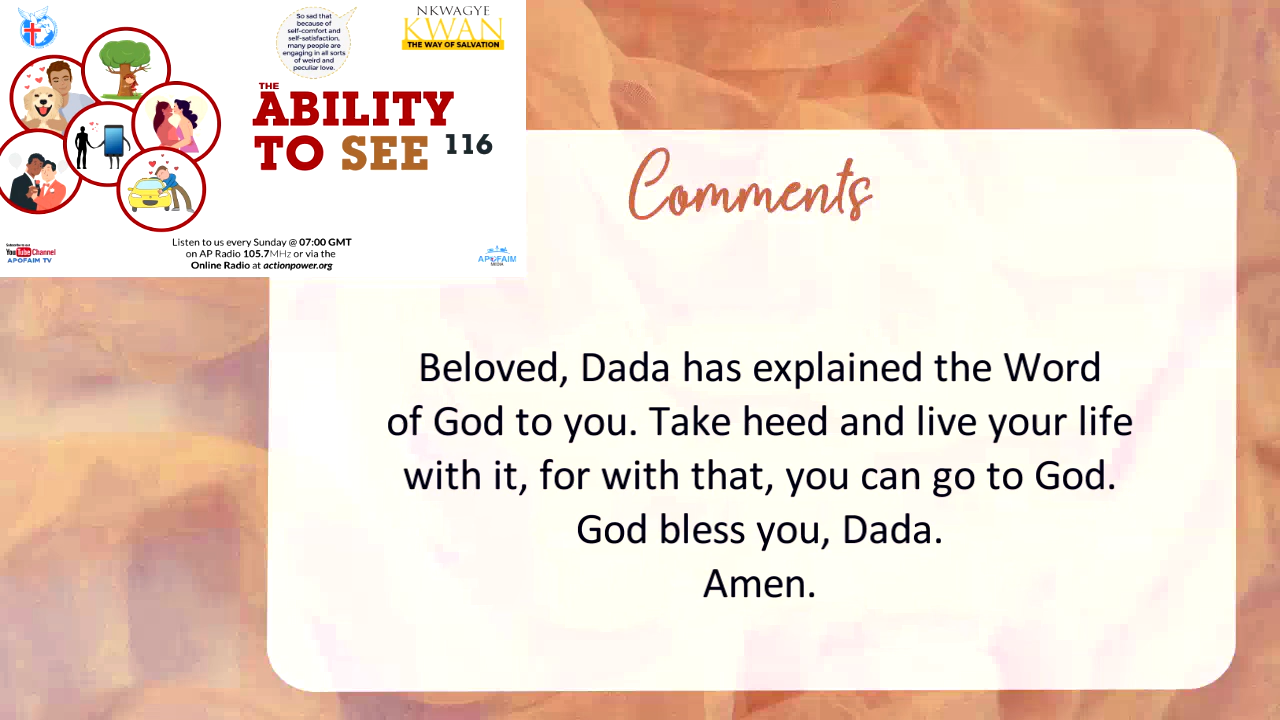 So sad that
because of
self-comfort and
self-satisfaction,
many people are
engaging in all sorts
of weird and
peculiar love.
NKWAGYE
KWAN
THE WAY OF SALVATION
THE
ABILITY
TO SEE 116
Listen to us every Sunday @ 07:00 GMT
on AP Radio 105.7MHz or via the
Online Radio at actionpower.org
Subscribe to our
YouTube Channel
APOFAIM TV
APOFAIM
MEDIA
Comments
Beloved, Dada has explained the Word
of God to you. Take heed and live your life
with it, for with that, you can go to God.
God bless you, Dada.
Amen.